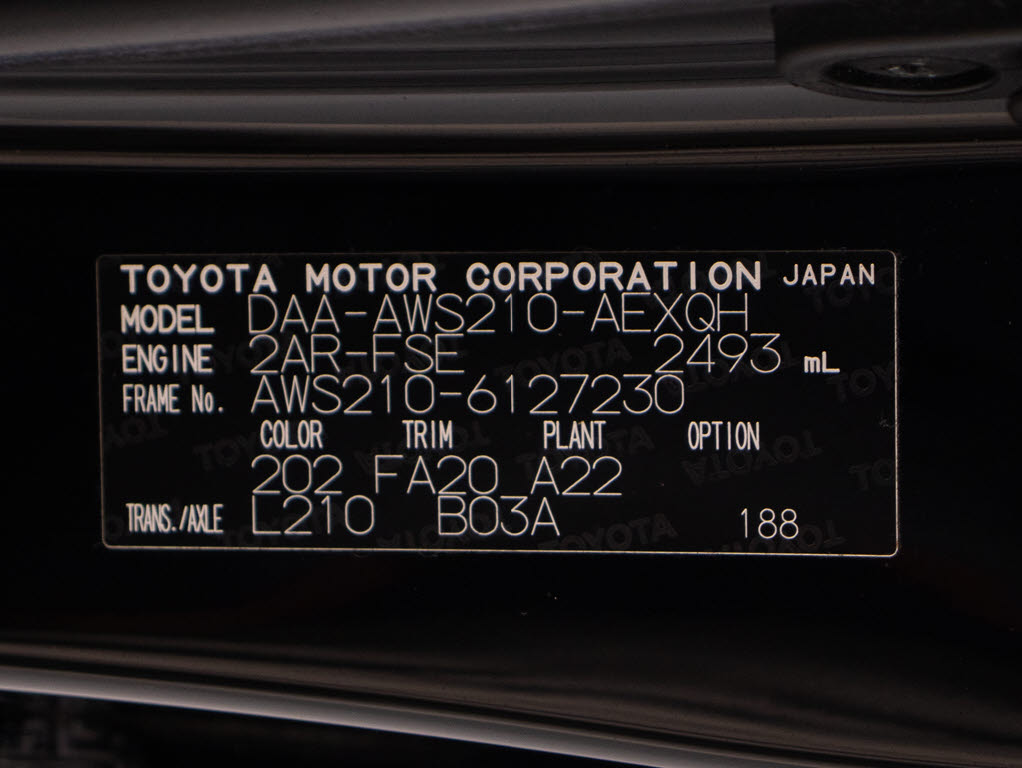 TOYOTA MOTOR CORPORATION JAPAN
MODEL DAA-AWS210-AEXQH
ENGINE 2AR-FSE 2493 mL
FRAME No. AWS210-6127230
COLOR TRIM PLANT OPTION
202 FA20 A22
TRANS./AXLE L210 B03A 188